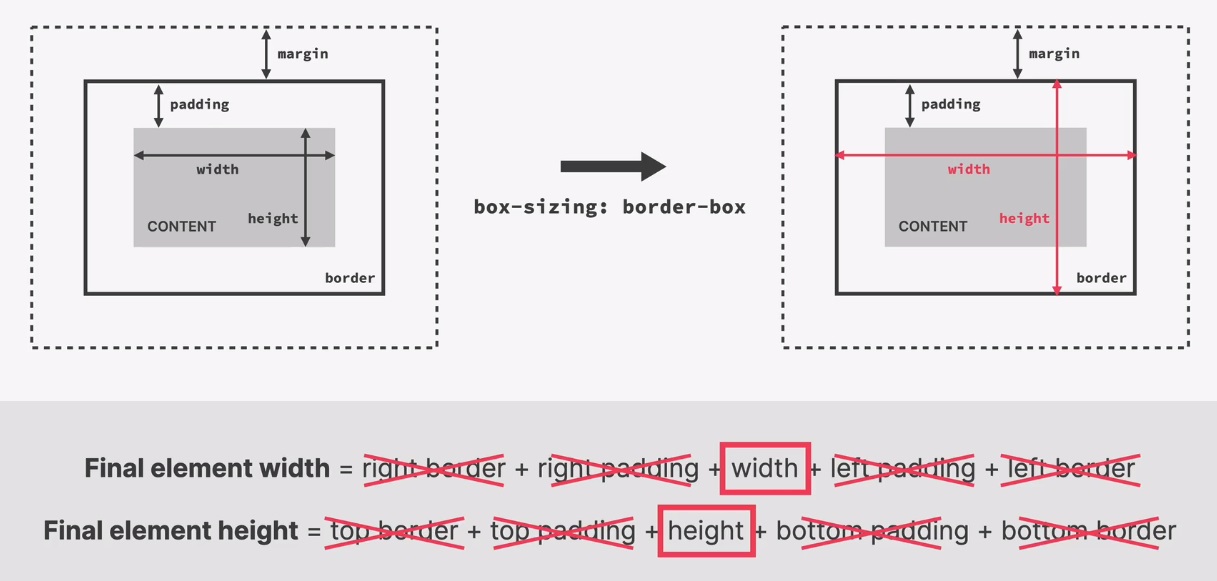 margin
padding
width
height
CONTENT
border
box-sizing: border-box
margin
padding
width
height
CONTENT
border
Final element width = right border + right padding + width + left padding + left border
Final element height = top border + top padding + height + bottom padding + bottom border